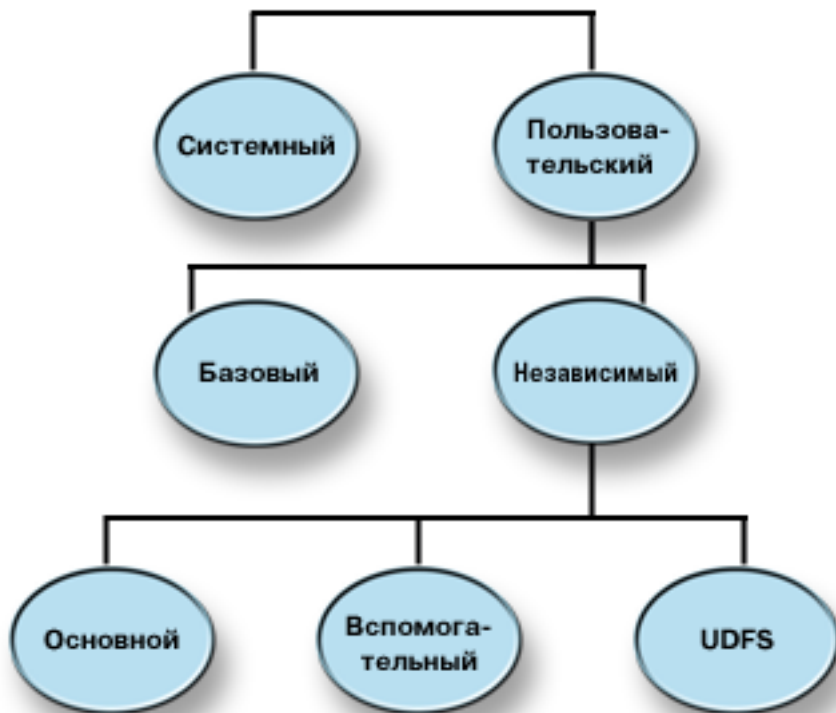 Системный
Пользова-
тельский
Базовый
Независимый
Основной
Вспомога-
тельный
UDFS